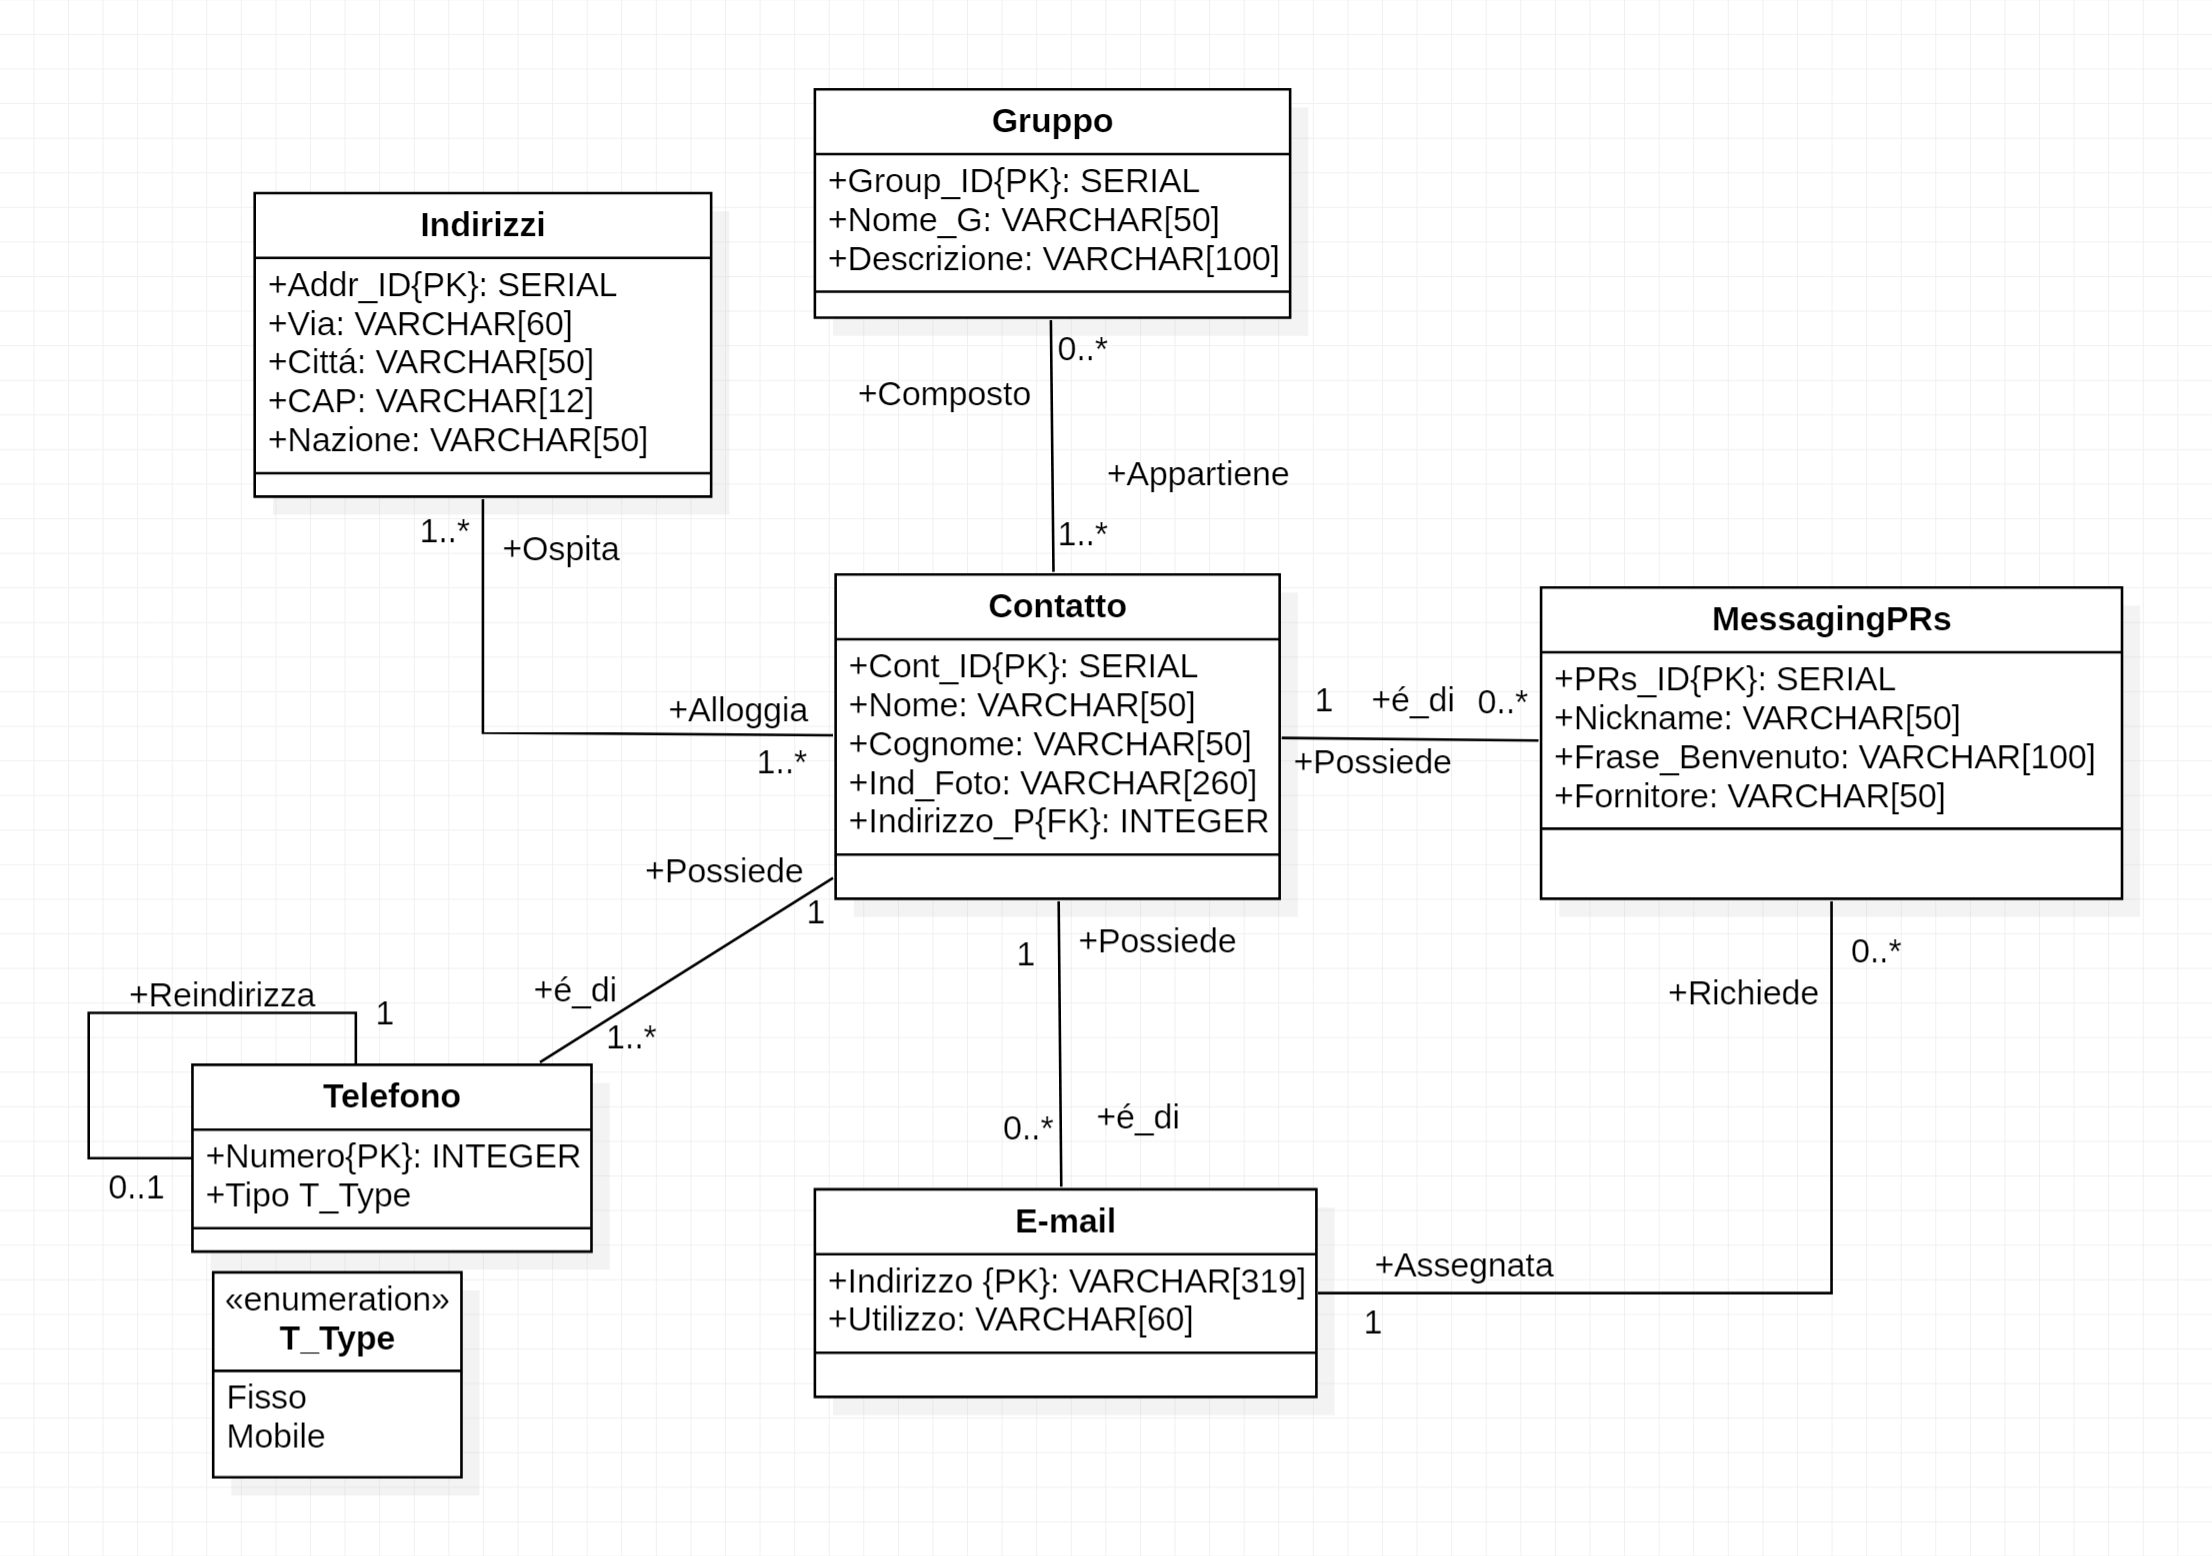 Gruppo
+Group_ID{PK}: SERIAL
+Nome_G: VARCHAR[50]
+Descrizione: VARCHAR[100]
Indirizzi
+Addr_ID{PK}: SERIAL
+Via: VARCHAR[60]
+Cittá: VARCHAR[50]
+CAP: VARCHAR[12]
+Nazione: VARCHAR[50]
0..*
+Composto
+Appartiene
1..*
1..*
+Ospita
+Alloggia
1..*
Contatto
+Cont_ID{PK}: SERIAL
+Nome: VARCHAR[50]
+Cognome: VARCHAR[50]
+Ind_Foto: VARCHAR[260]
+Indirizzo_P{FK}: INTEGER
1 +é_di 0..*
+Possiede
MessagingPRs
+PRs_ID{PK}: SERIAL
+Nickname: VARCHAR[50]
+Frase_Benvenuto: VARCHAR[100]
+Fornitore: VARCHAR[50]
+Possiede
1
+é_di
1..*
1
+Possiede
0..*
+é_di
0..*
+Richiede
+Reindirizza
1
0..1
Telefono
+Numero{PK}: INTEGER
+Tipo T_Type
«enumeration»
T_Type
Fisso
Mobile
E-mail
+Indirizzo {PK}: VARCHAR[319]
+Utilizzo: VARCHAR[60]
+Assegnata
1